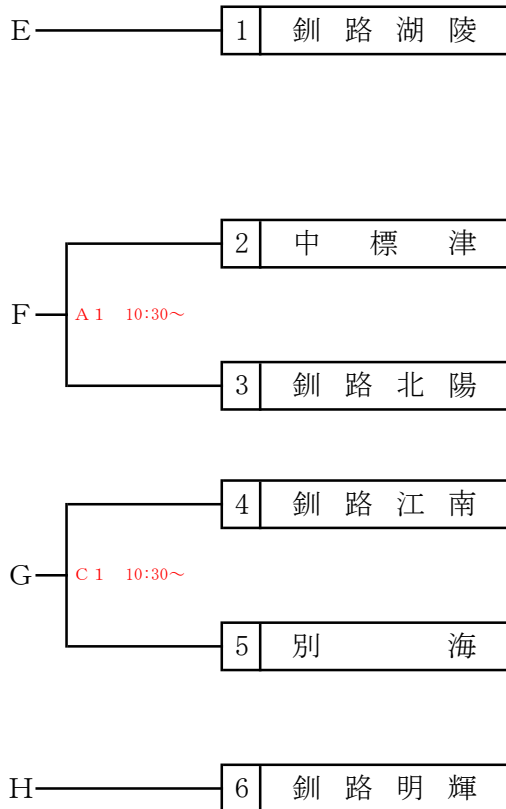 E 1 釧路湖陵
2 中標津
F A1 10:30～
3 釧路北陽
4 釧路江南
G C1 10:30～
5 別海
H 6 釧路明輝